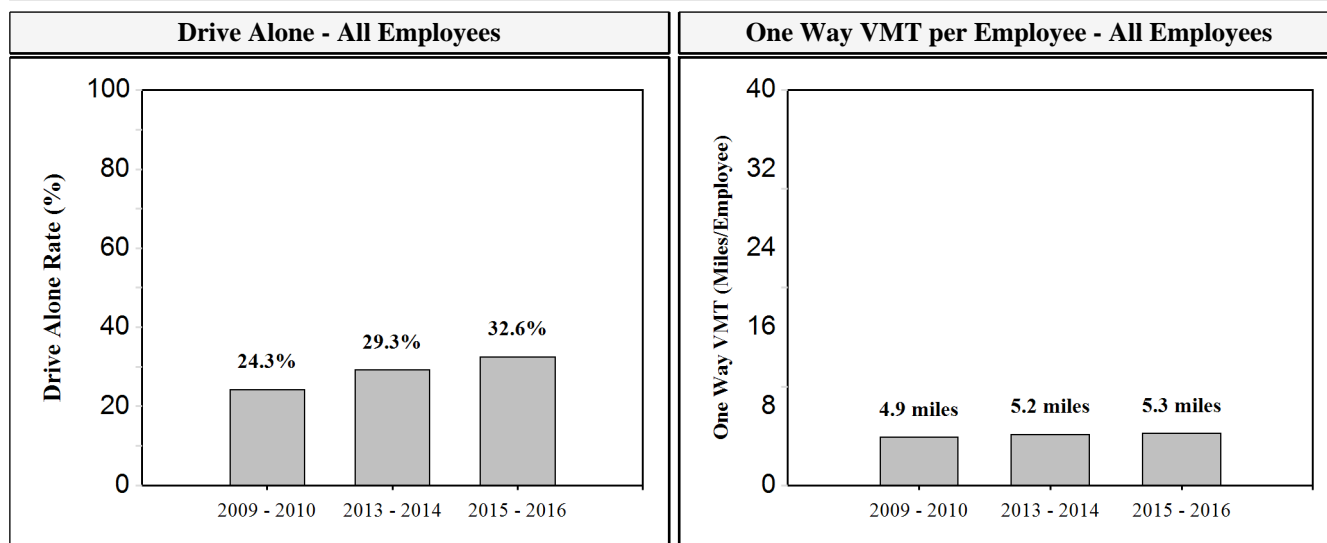 Drive Alone - All Employees
One Way VMT per Employee - All Employees
Drive Alone Rate (%)
100
80
60
40
20
0
24.3%
29.3%
32.6%
2009 - 2010
2013 - 2014
2015 - 2016
One Way VMT (Miles/Employee)
40
32
24
16
8
0
4.9 miles
5.2 miles
5.3 miles
2009 - 2010
2013 - 2014
2015 - 2016